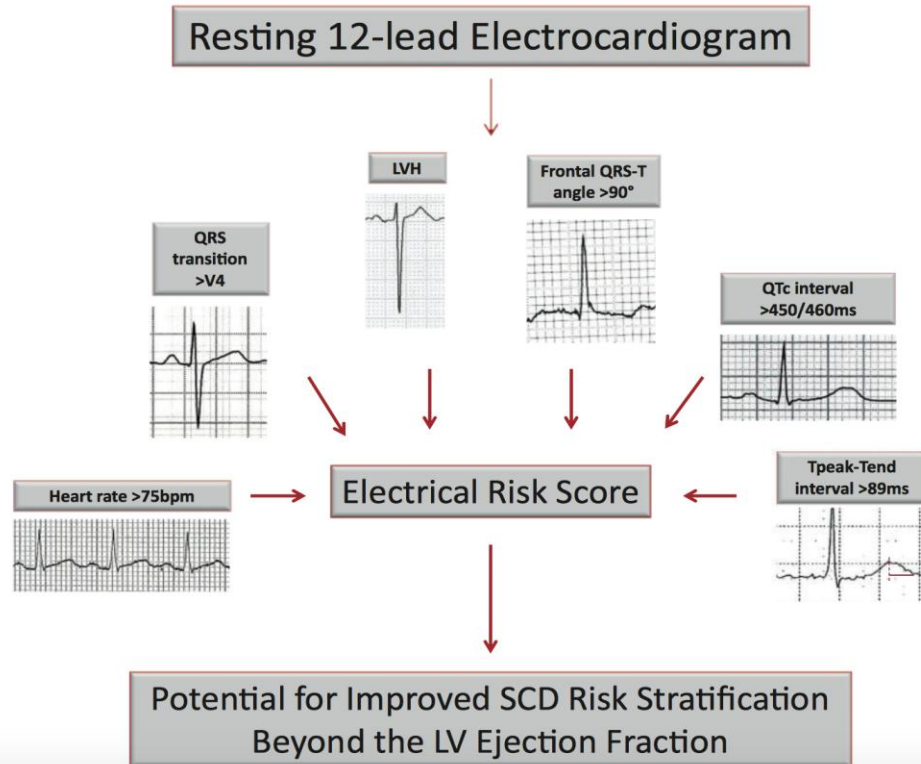 Resting 12-lead Electrocardiogram
LVH
Frontal QRS-T
angle >90°
QRS
transition
>V4
QTc interval
>450/460ms
Heart rate >75bpm
Electrical Risk Score
Tpeak-Tend
interval >89ms
Potential for Improved SCD Risk Stratification
Beyond the LV Ejection Fraction